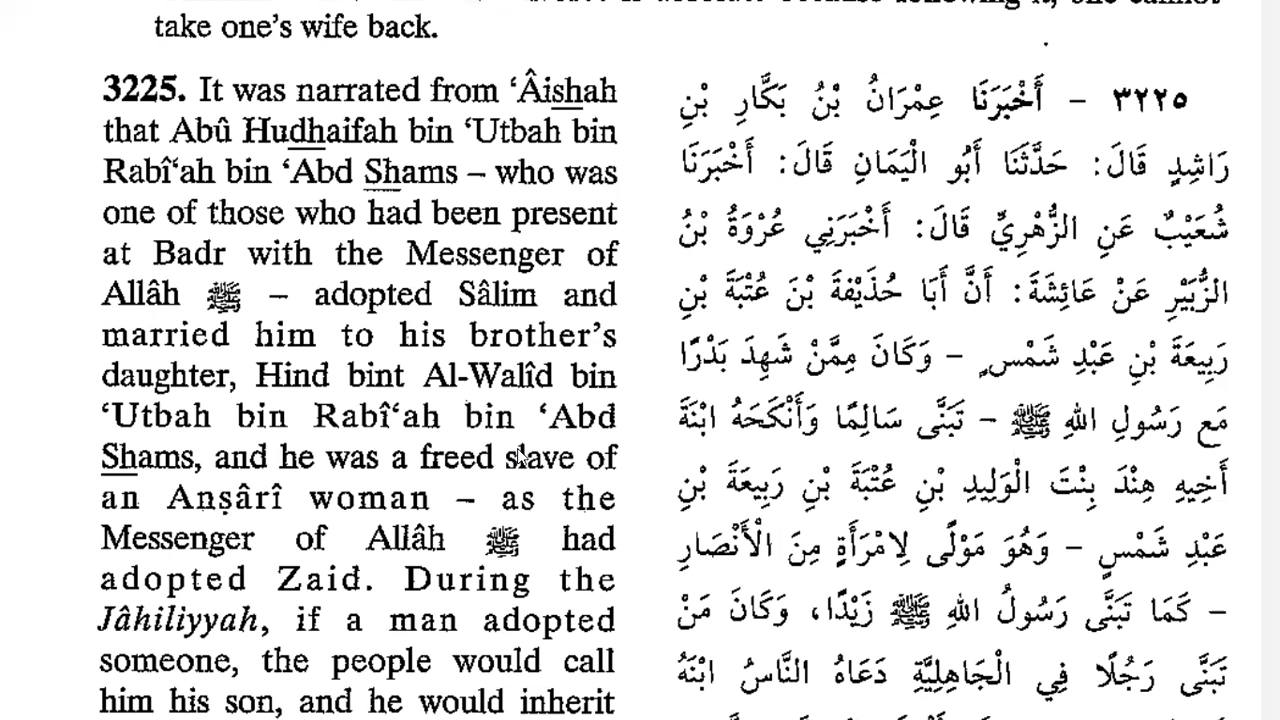 take one's wife back.
3225. It was narrated from ‘Âishah
that Abû Hudhaifah bin ‘Utbah bin
Rabî‘ah bin ‘Abd Shams – who was
one of those who had been present
at Badr with the Messenger of
Allâh ﷺ – adopted Sâlim and
married him to his brother's
daughter, Hind bint Al-Walîd bin
‘Utbah bin Rabî‘ah bin ‘Abd
Shams, and he was a freed slave of
an Anṣârî woman – as the
Messenger of Allâh ﷺ had
adopted Zaid. During the
Jâhiliyyah, if a man adopted
someone, the people would call
him his son, and he would inherit
٣٢٢٥ – أَخْبَرَنَا عِمْرَانُ بْنُ بَكَّارِ بْنِ
رَاشِدٍ قَالَ: حَدَّثَنَا أَبُو الْيَمَانِ قَالَ: أَخْبَرَنَا
شُعَيْبٌ عَنِ الزُّهْرِيِّ قَالَ: أَخْبَرَنِي عُرْوَةُ بْنُ
الزُّبَيْرِ عَنْ عَائِشَةَ: أَنَّ أَبَا حُذَيْفَةَ بْنَ عُتْبَةَ بْنِ
رَبِيعَةَ بْنِ عَبْدِ شَمْسٍ – وَكَانَ مِمَّنْ شَهِدَ بَدْرًا
مَع رَسُولِ اللهِ ﷺ – تَبَنَّى سَالِمًا وَأَنْكَحَهُ ابْنَةَ
أَخِيهِ هِنْدَ بِنْتَ الْوَلِيدِ بْنِ عُتْبَةَ بْنِ رَبِيعَةَ بْنِ
عَبْدِ شَمْسٍ – وَهُوَ مَوْلًى لِامْرَأَةٍ مِنَ الْأَنْصَارِ
– كَمَا تَبَنَّى رَسُولُ اللهِ ﷺ زَيْدًا، وَكَانَ مَنْ
تَبَنَّى رَجُلًا فِي الْجَاهِلِيَّةِ دَعَاهُ النَّاسُ ابْنَهُ